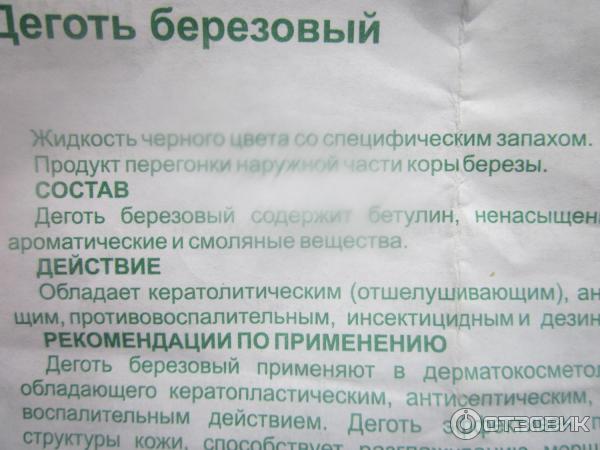 Деготь березовый
Жидкость черного цвета со специфическим запахом.
Продукт перегонки наружной части коры березы.
СОСТАВ
Деготь березовый содержит бетулин, ненасыщен
ароматические и смоляные вещества.
ДЕЙСТВИЕ
Обладает кератолитическим (отшелушивающим), ан
щим, противовоспалительным, инсектицидным и дезин
РЕКОМЕНДАЦИИ ПО ПРИМЕНЕНИЮ
Деготь березовый применяют в дерматокосметол
обладающего кератопластическим, антисептическим,
воспалительным действием. Деготь
структуры кожи, способствует разглаживанию морщ
ОТЗОВИК